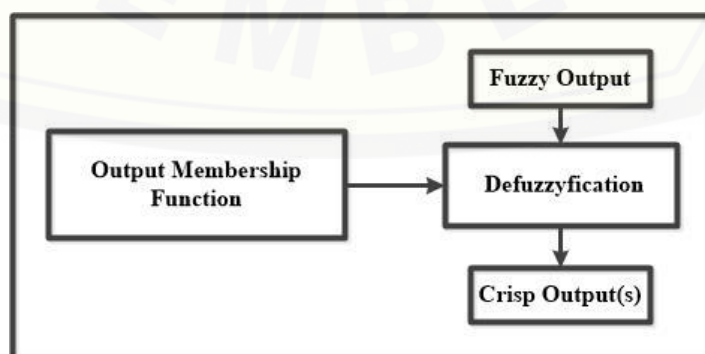 Fuzzy Output
Output Membership
Function
Defuzzyfication
Crisp Output(s)